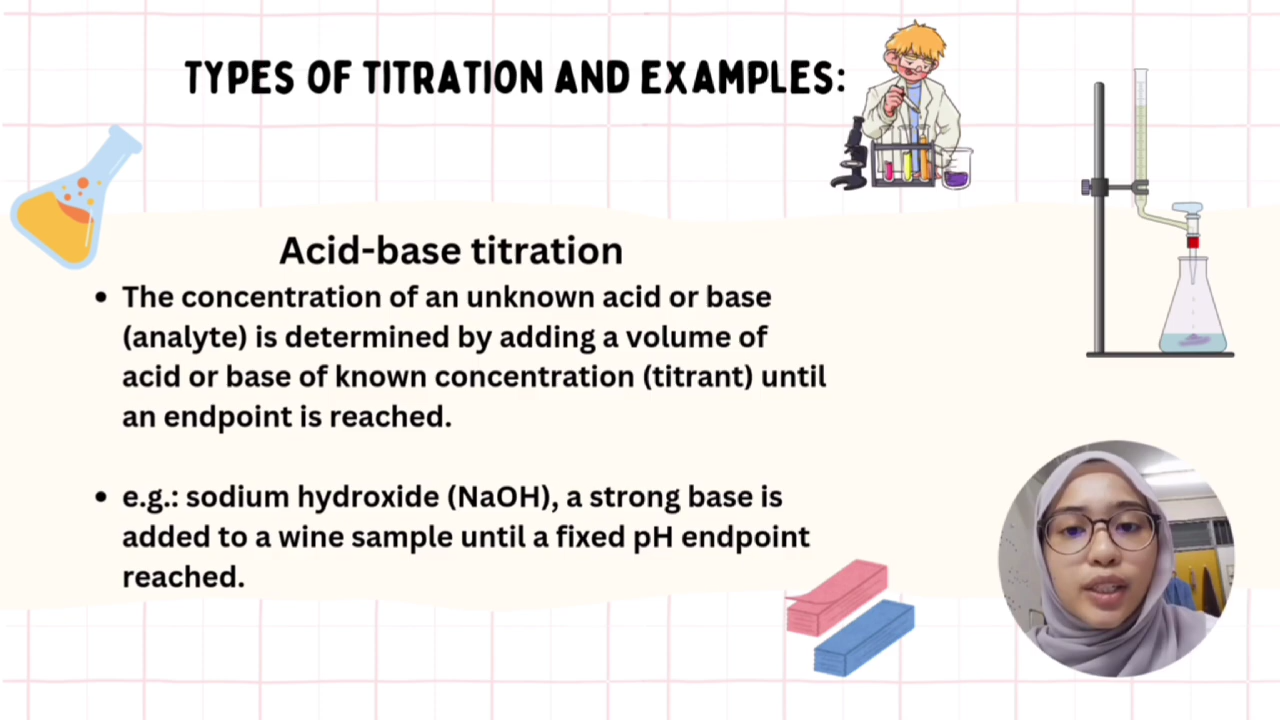 TYPES OF TITRATION AND EXAMPLES:
Acid-base titration
• The concentration of an unknown acid or base
(analyte) is determined by adding a volume of
acid or base of known concentration (titrant) until
an endpoint is reached.
• e.g.: sodium hydroxide (NaOH), a strong base is
added to a wine sample until a fixed pH endpoint
reached.